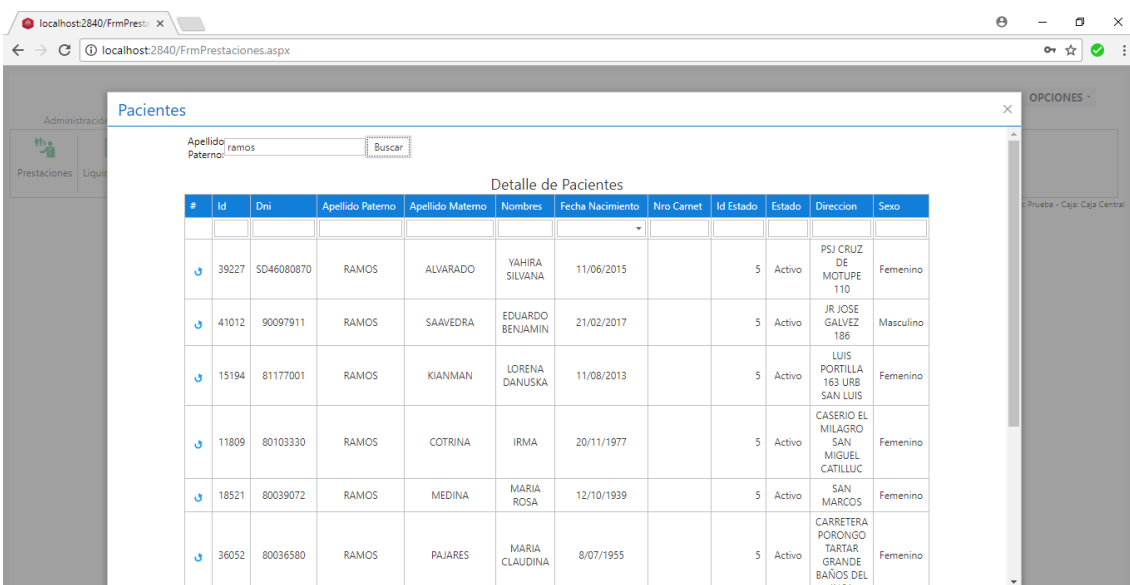 localhost:2840/FrmPresta
localhost:2840/FrmPrestaciones.aspx
OPCIONES
Administración
Prestaciones
Prueba - Caja: Caja Central
Pacientes
Apellido
Paterno: ramos Buscar
Detalle de Pacientes
# Id Dni Apellido Paterno Apellido Materno Nombres Fecha Nacimiento Nro Carnet Id Estado Estado Direccion Sexo
39227 SD46080870 RAMOS ALVARADO YAHIRA SILVANA 11/06/2015 5 Activo PSJ CRUZ DE MOTUPE 110 Femenino
41012 90097911 RAMOS SAAVEDRA EDUARDO BENJAMIN 21/02/2017 5 Activo JR JOSE GALVEZ 186 Masculino
15194 81177001 RAMOS KIANMAN LORENA DANUSKA 11/08/2013 5 Activo LUIS PORTILLA 163 URB SAN LUIS Femenino
11809 80103330 RAMOS COTRINA IRMA 20/11/1977 5 Activo CASERIO EL MILAGRO SAN MIGUEL CATILLUC Femenino
18521 80039072 RAMOS MEDINA MARIA ROSA 12/10/1939 5 Activo SAN MARCOS Femenino
36052 80036580 RAMOS PAJARES MARIA CLAUDINA 8/07/1955 5 Activo CARRETERA PORONGO TARTAR GRANDE BAÑOS DEL Femenino